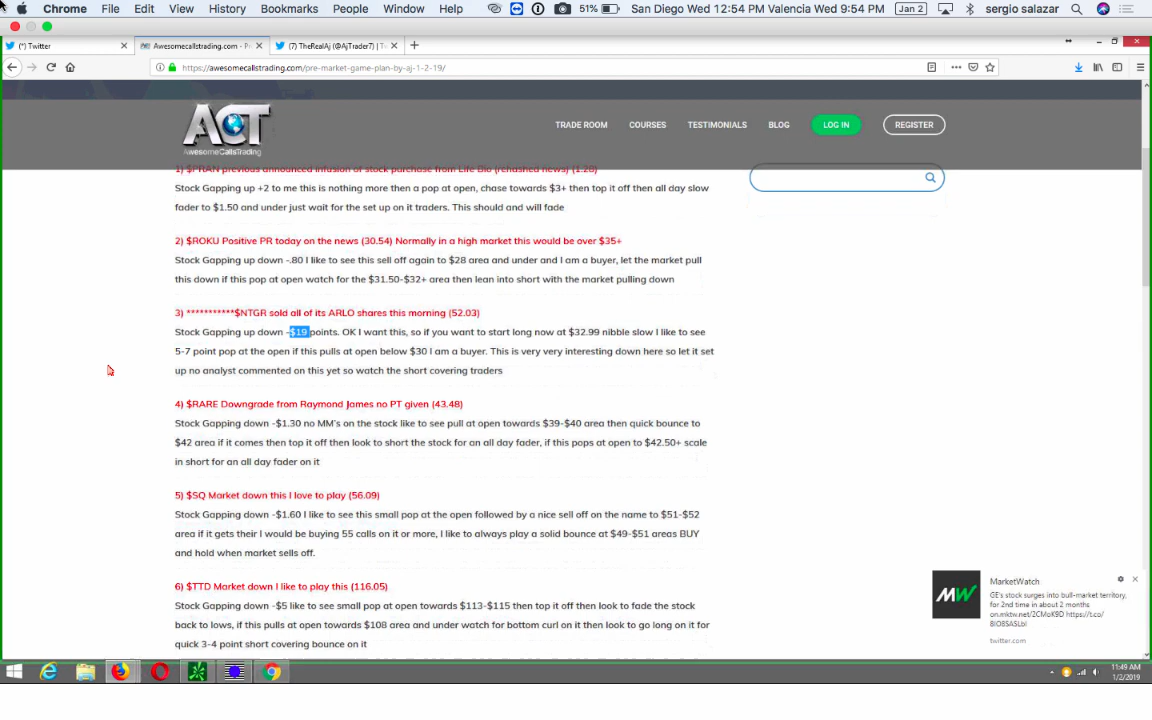 Chrome File Edit View History Bookmarks People Window Help 51% San Diego Wed 12:54 PM Valencia Wed 9:54 PM Jan 2 sergio salazar
(*) Twitter
Awesomecallstrading.com - P
(7) TheRealAj (@AjTrader7) | T
https://awesomecallstrading.com/pre-market-game-plan-by-aj-1-2-19/
ACT
AwesomeCallsTrading
TRADE ROOM COURSES TESTIMONIALS BLOG LOG IN REGISTER
1) $PRAN previous announced infusion of stock purchase from Life Bio (rehashed news) (1.28)
Stock Gapping up +2 to me this is nothing more then a pop at open, chase towards $3+ then top it off then all day slow
fader to $1.50 and under just wait for the set up on it traders. This should and will fade
2) $ROKU Positive PR today on the news (30.54) Normally in a high market this would be over $35+
Stock Gapping up down -.80 I like to see this sell off again to $28 area and under and I am a buyer, let the market pull
this down if this pop at open watch for the $31.50-$32+ area then lean into short with the market pulling down
3) ***********$NTGR sold all of its ARLO shares this morning (52.03)
Stock Gapping up down -$19 points. OK I want this, so if you want to start long now at $32.99 nibble slow I like to see
5-7 point pop at the open if this pulls at open below $30 I am a buyer. This is very very interesting down here so let it set
up no analyst commented on this yet so watch the short covering traders
4) $RARE Downgrade from Raymond James no PT given (43.48)
Stock Gapping down -$1.30 no MM's on the stock like to see pull at open towards $39-$40 area then quick bounce to
$42 area if it comes then top it off then look to short the stock for an all day fader, if this pops at open to $42.50+ scale
in short for an all day fader on it
5) $SQ Market down this I love to play (56.09)
Stock Gapping down -$1.60 I like to see this small pop at the open followed by a nice sell off on the name to $51-$52
area if it gets their I would be buying 55 calls on it or more, I like to always play a solid bounce at $49-$51 areas BUY
and hold when market sells off.
6) $TTD Market down I like to play this (116.05)
Stock Gapping down -$5 like to see small pop at open towards $113-$115 then top it off then look to fade the stock
back to lows, if this pulls at open towards $108 area and under watch for bottom curl on it then look to go long on it for
quick 3-4 point short covering bounce on it
MW
MarketWatch
GE's stock surges into bull-market territory,
for 2nd time in about 2 months
on.mktw.net/2CMoK9D https://t.co/
8IO8SASLbl
twitter.com
11:49 AM
1/2/2019